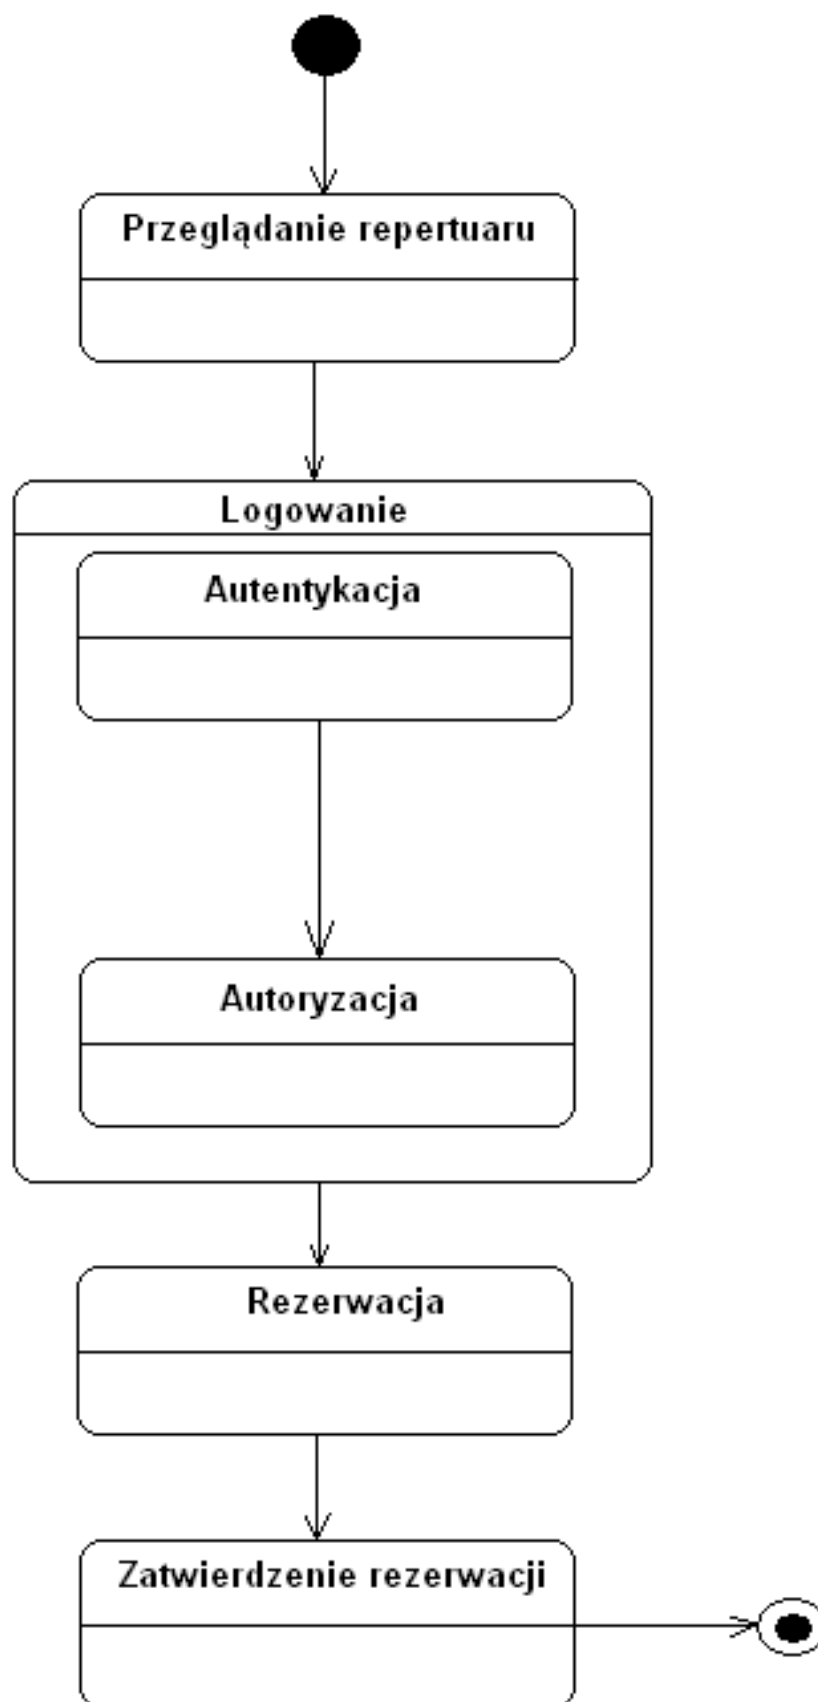 Przeglądanie repertuaru
Logowanie
Autentykacja
Autoryzacja
Rezerwacja
Zatwierdzenie rezerwacji